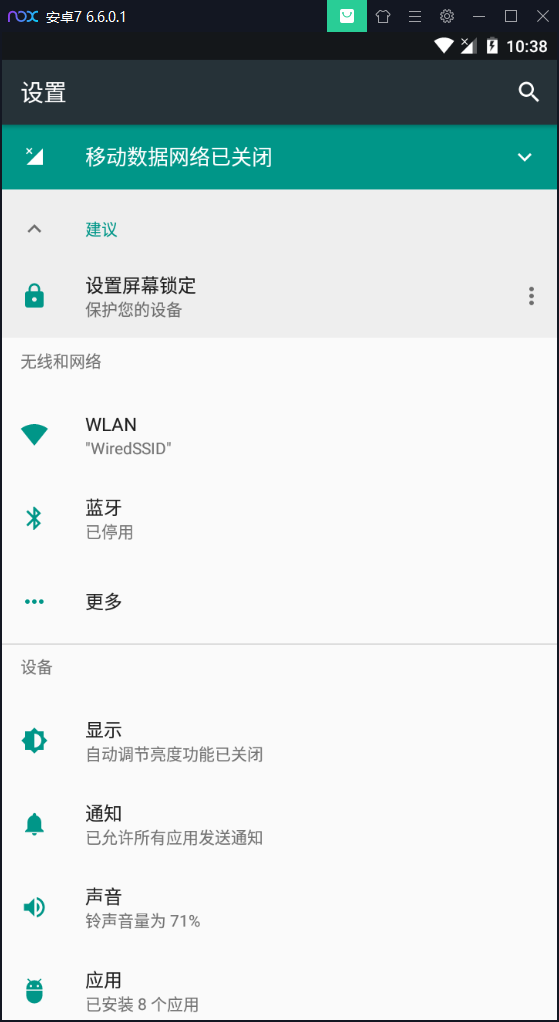 nox 安卓7 6.6.0.1
10:38
设置
移动数据网络已关闭
建议
设置屏幕锁定
保护您的设备
无线和网络
WLAN
"WiredSSID"
蓝牙
已停用
更多
设备
显示
自动调节亮度功能已关闭
通知
已允许所有应用发送通知
声音
铃声音量为 71%
应用
已安装 8 个应用